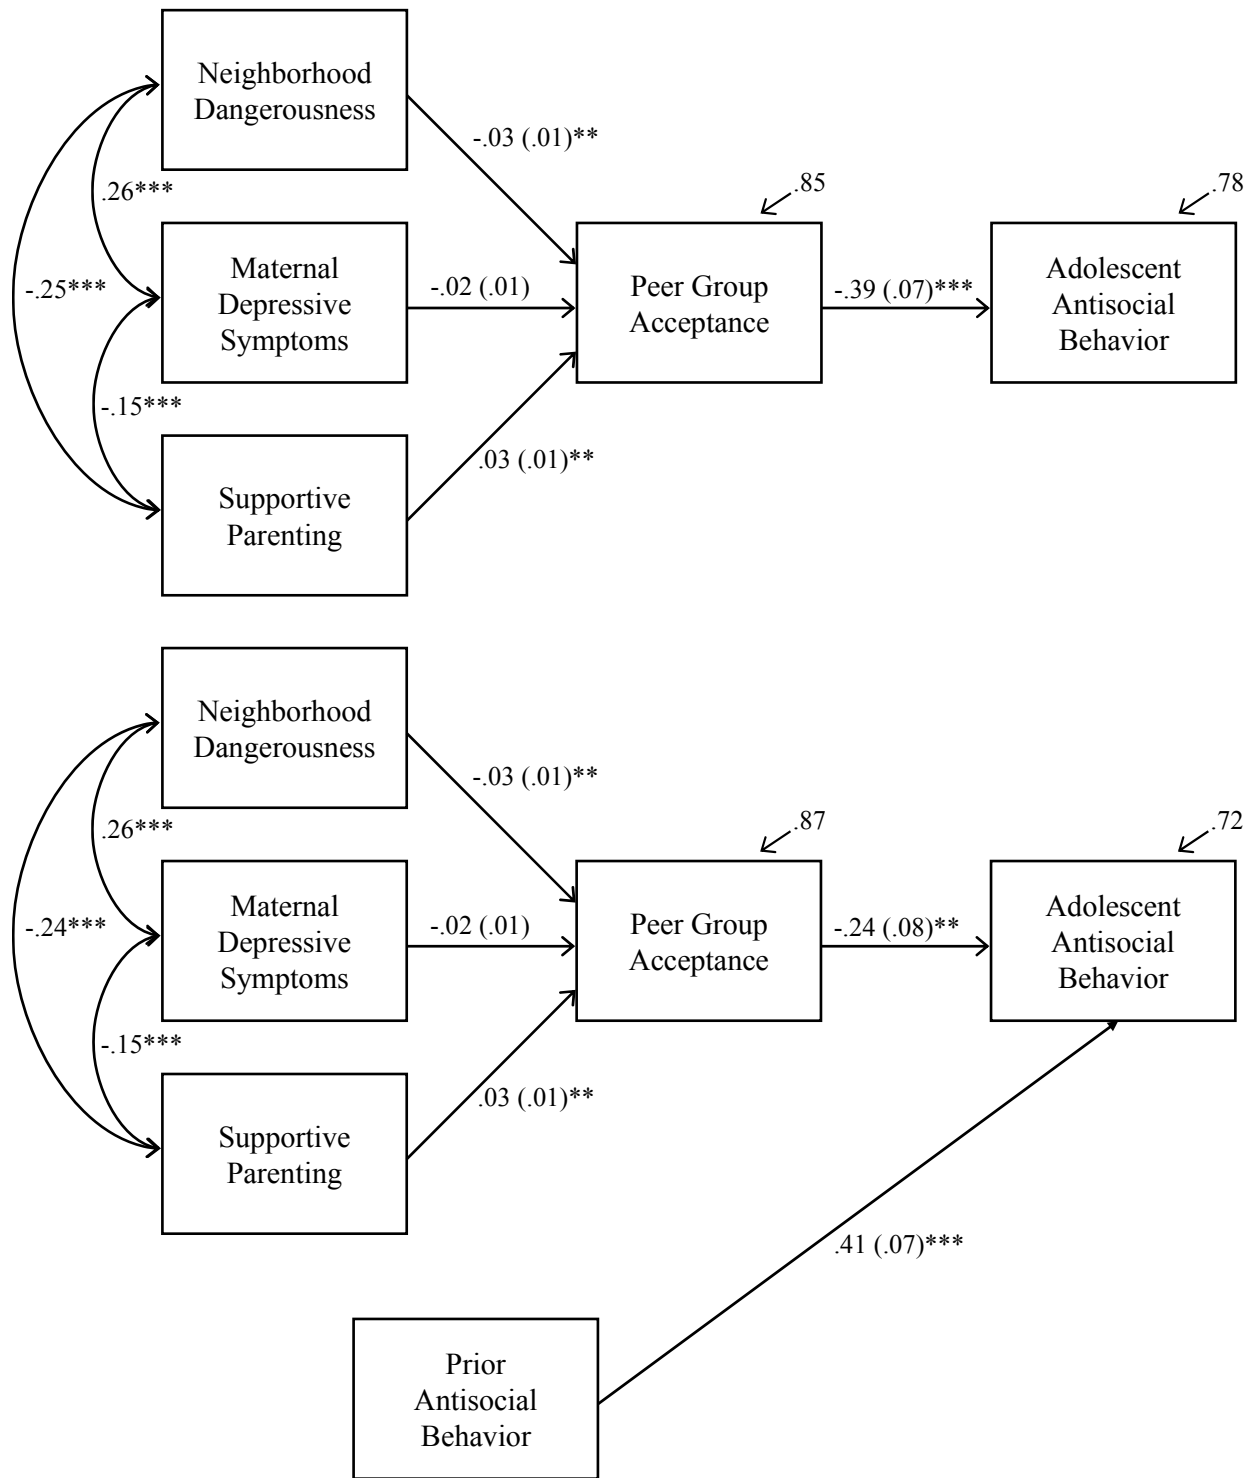 Neighborhood
Dangerousness
-.03 (.01)**
.85
.78
.26***
Maternal
Depressive
Symptoms
-.02 (.01)
Peer Group
Acceptance
-.39 (.07)***
Adolescent
Antisocial
Behavior
-.25***
-.15***
.03 (.01)**
Supportive
Parenting
Neighborhood
Dangerousness
-.03 (.01)**
.87
.72
.26***
Maternal
Depressive
Symptoms
-.02 (.01)
Peer Group
Acceptance
-.24 (.08)**
Adolescent
Antisocial
Behavior
-.24***
-.15***
.03 (.01)**
Supportive
Parenting
.41 (.07)***
Prior
Antisocial
Behavior